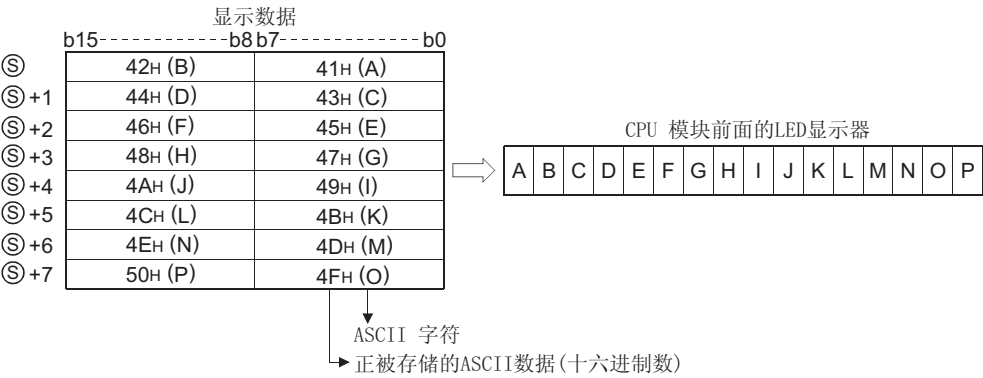 显示数据
b15 b8 b7 b0
Ⓢ 42H (B) 41H (A)
Ⓢ+1 44H (D) 43H (C)
Ⓢ+2 46H (F) 45H (E)
Ⓢ+3 48H (H) 47H (G)
Ⓢ+4 4AH (J) 49H (I)
Ⓢ+5 4CH (L) 4BH (K)
Ⓢ+6 4EH (N) 4DH (M)
Ⓢ+7 50H (P) 4FH (O)
CPU 模块前面的LED显示器
A B C D E F G H I J K L M N O P
ASCII 字符
正被存储的ASCII数据(十六进制数)